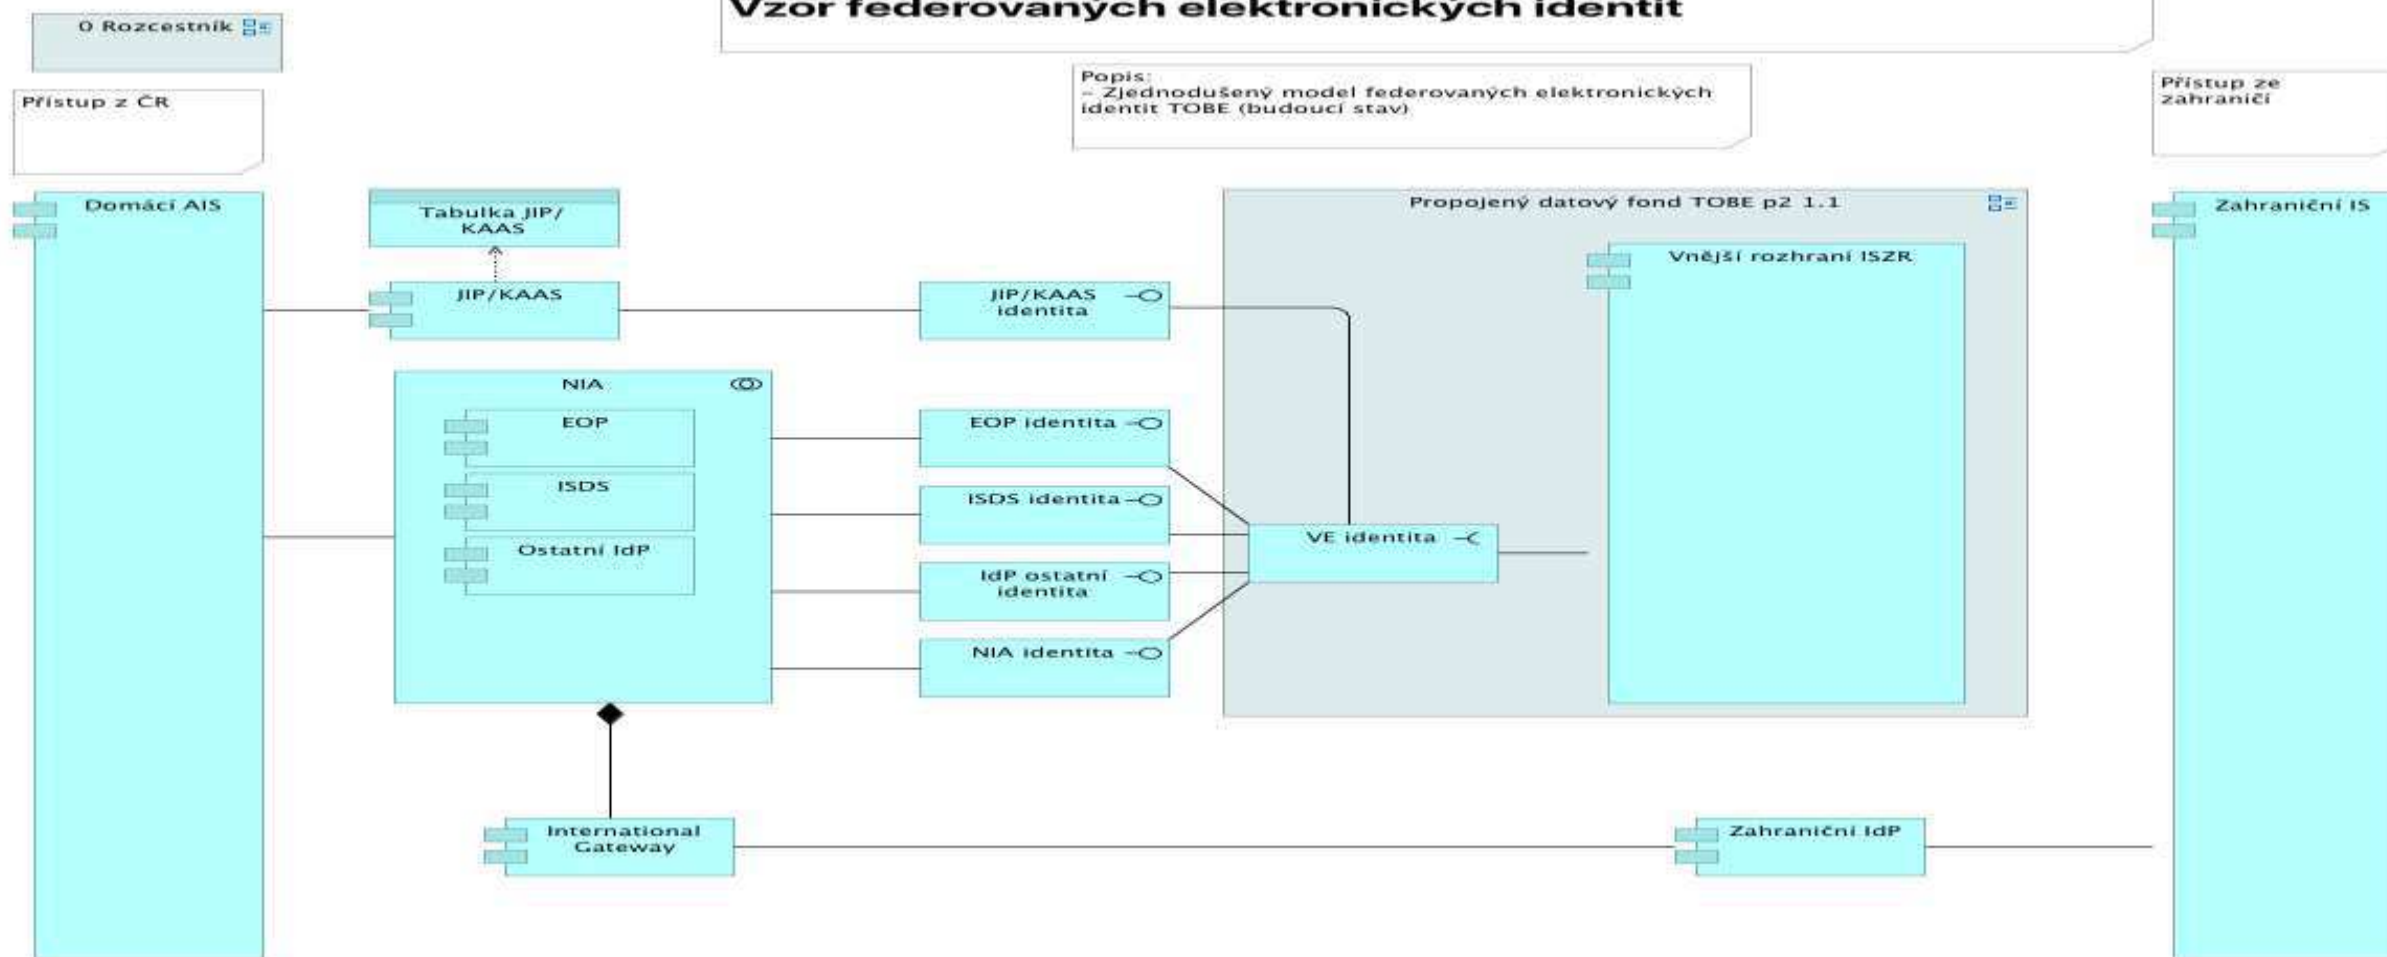 Vzor federovaných elektronických identit
0 Rozcestník
Popis:
- Zjednodušený model federovaných elektronických
identit TOBE (budoucí stav)
Přístup z ČR
Přístup ze
zahraničí
Domácí AIS
Tabulka JIP/
KAAS
JIP/KAAS
JIP/KAAS
identita
Propojený datový fond TOBE p2 1.1
Vnější rozhraní ISZR
Zahraniční IS
NIA
EOP
ISDS
Ostatní IdP
EOP identita
ISDS identita
IdP ostatní
identita
NIA identita
VE identita
International
Gateway
Zahraniční IdP